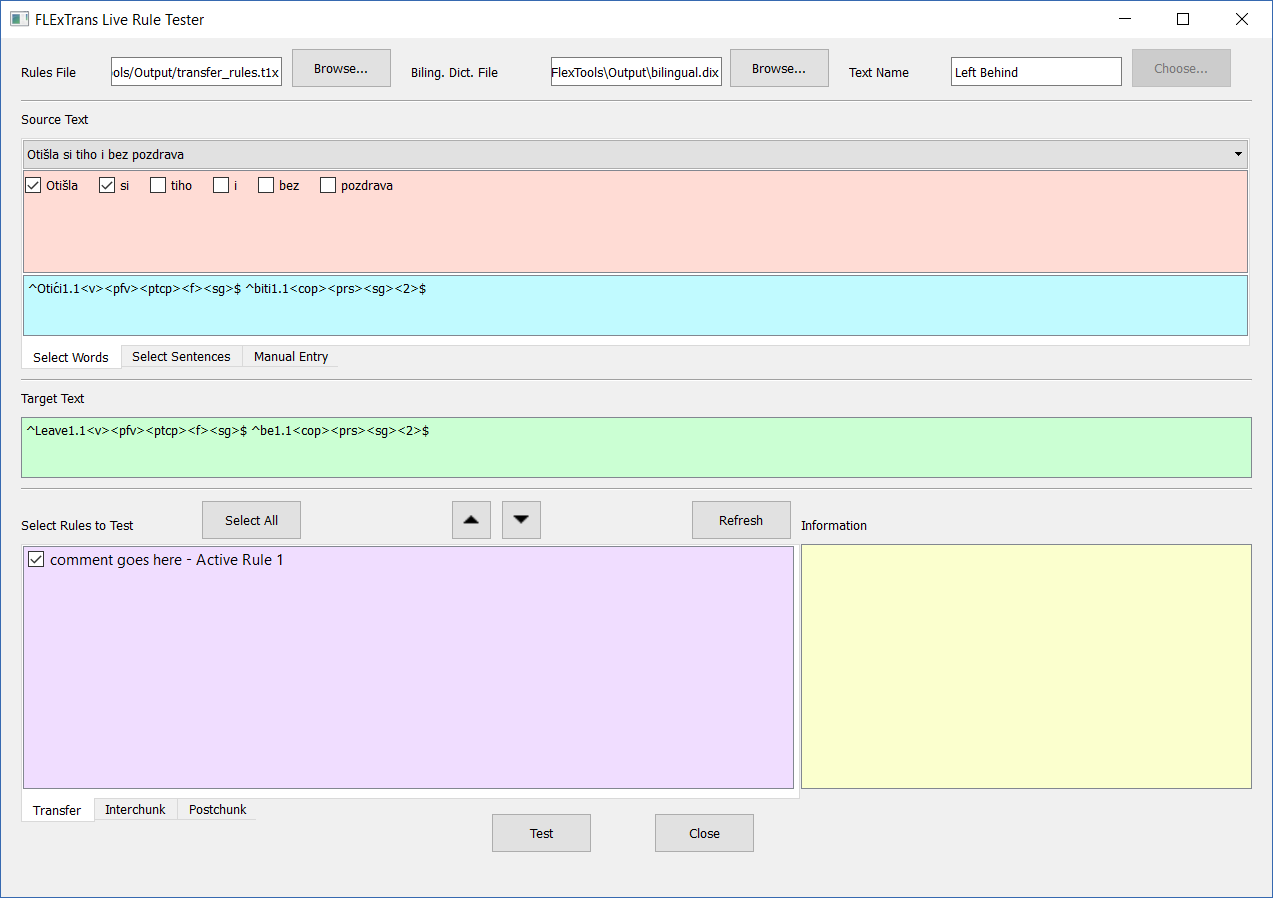 FLExTrans Live Rule Tester
Rules File ols/Output/transfer_rules.t1x Browse... Biling. Dict. File FlexTools\Output\bilingual.dix Browse... Text Name Left Behind Choose...
Source Text
Otišla si tiho i bez pozdrava
Otišla si tiho i bez pozdrava
^Otići1.1<v><pfv><ptcp><f><sg>$ ^biti1.1<cop><prs><sg><2>$
Select Words Select Sentences Manual Entry
Target Text
^Leave1.1<v><pfv><ptcp><f><sg>$ ^be1.1<cop><prs><sg><2>$
Select Rules to Test Select All Refresh Information
comment goes here - Active Rule 1
Transfer Interchunk Postchunk
Test Close